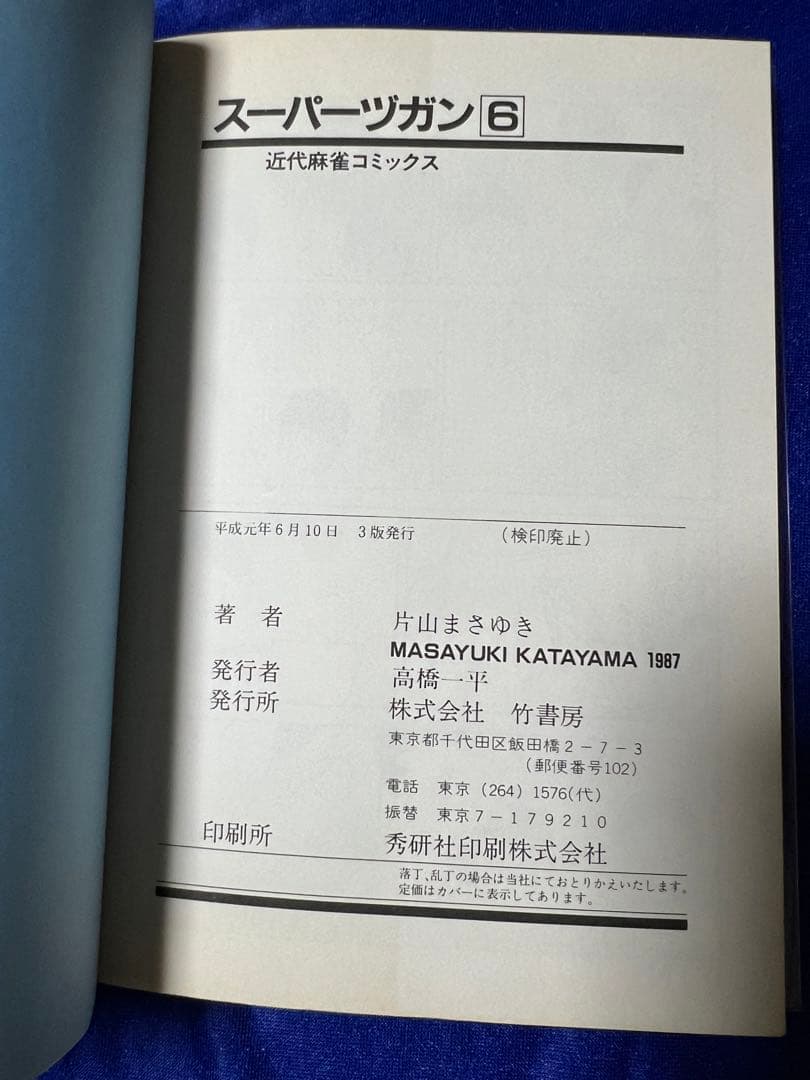 スーパーヅガン6
近代麻雀コミックス
平成元年6月10日 3版発行 （検印廃止）
著者 片山まさゆき
MASAYUKI KATAYAMA 1987
発行者 高橋一平
発行所 株式会社 竹書房
東京都千代田区飯田橋2－7－3
（郵便番号102）
電話 東京（264）1576（代）
振替 東京7－179210
印刷所 秀研社印刷株式会社
落丁、乱丁の場合は当社にておとりかえいたします。
定価はカバーに表示してあります。